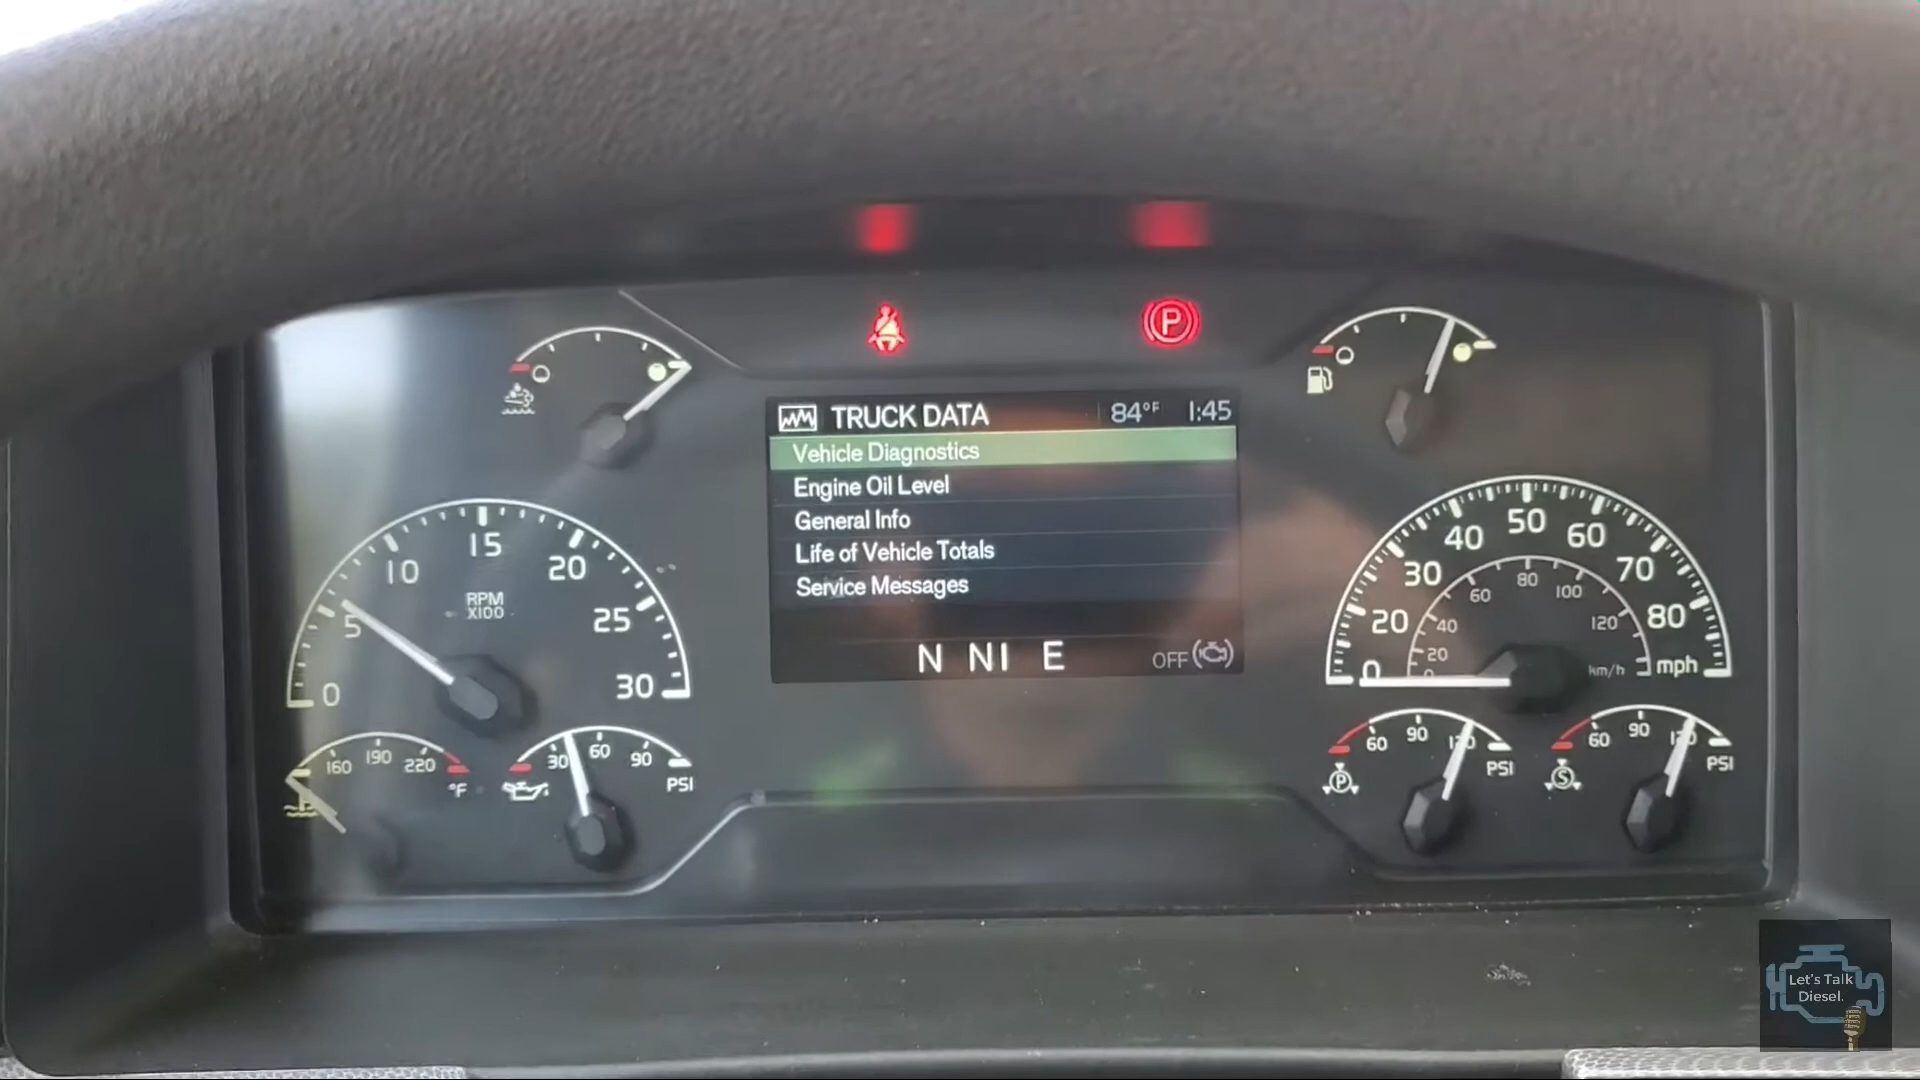 P
TRUCK DATA 84°F 1:45
Vehicle Diagnostics
Engine Oil Level
General Info
Life of Vehicle Totals
Service Messages
N NI E OFF
0 5 10 15 20 25 30
RPM
X100
0 20 30 40 50 60 70 80 mph
0 20 40 60 80 100 120 km/h
160 190 220 °F
30 60 90 PSI
P 60 90 120 PSI
S 60 90 120 PSI
Let's Talk
Diesel.